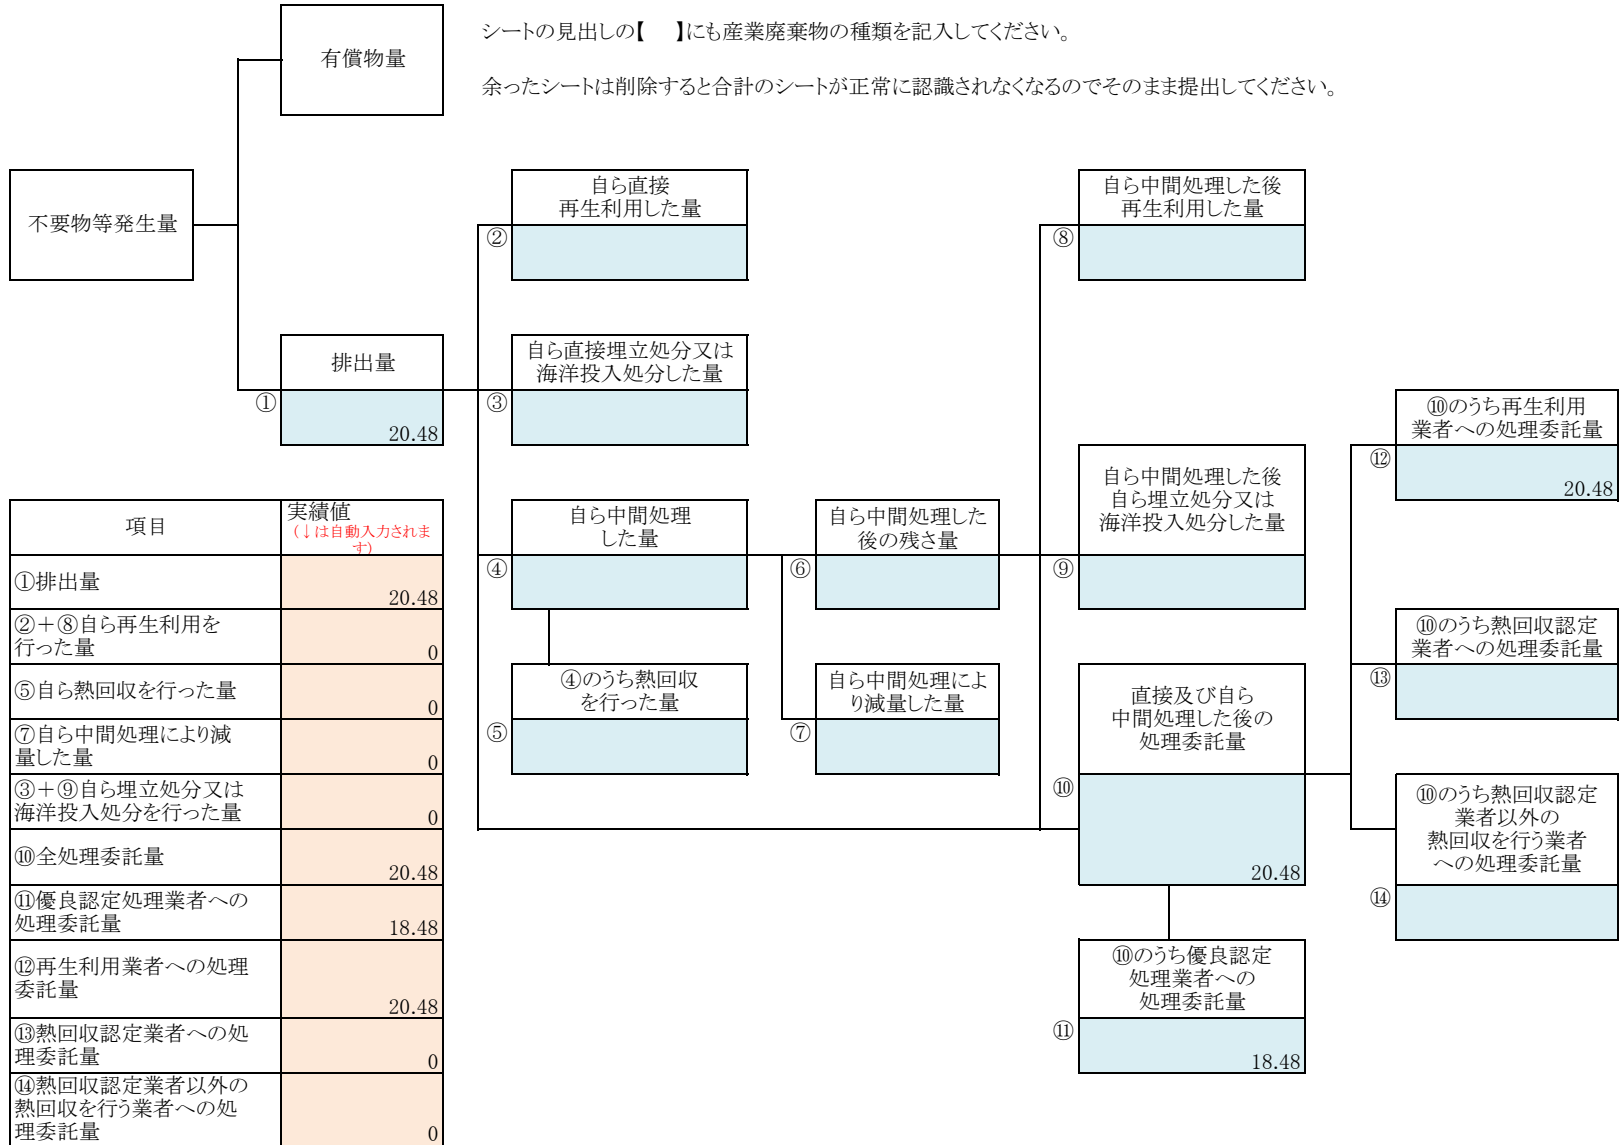 シートの見出しの【　】にも産業廃棄物の種類を記入してください。
余ったシートは削除すると合計のシートが正常に認識されなくなるのでそのまま提出してください。
有償物量
不要物等発生量
自ら直接
再生利用した量
②
自ら中間処理した後
再生利用した量
⑧
排出量
①
20.48
自ら直接埋立処分又は
海洋投入処分した量
③
⑩のうち再生利用
業者への処理委託量
⑫
20.48
自ら中間処理した後
自ら埋立処分又は
海洋投入処分した量
⑨
自ら中間処理
した量
④
自ら中間処理した
後の残さ量
⑥
⑩のうち熱回収認定
業者への処理委託量
⑬
④のうち熱回収
を行った量
⑤
自ら中間処理によ
り減量した量
⑦
直接及び自ら
中間処理した後の
処理委託量
⑩
20.48
⑩のうち熱回収認定
業者以外の
熱回収を行う業者
への処理委託量
⑭
⑩のうち優良認定
処理業者への
処理委託量
⑪
18.48
項目
実績値
(↓は自動入力されま
す)
①排出量
20.48
②＋⑧自ら再生利用を
行った量
0
⑤自ら熱回収を行った量
0
⑦自ら中間処理により減
量した量
0
③＋⑨自ら埋立処分又は
海洋投入処分を行った量
0
⑩全処理委託量
20.48
⑪優良認定処理業者への
処理委託量
18.48
⑫再生利用業者への処理
委託量
20.48
⑬熱回収認定業者への処
理委託量
0
⑭熱回収認定業者以外の
熱回収を行う業者への処
理委託量
0